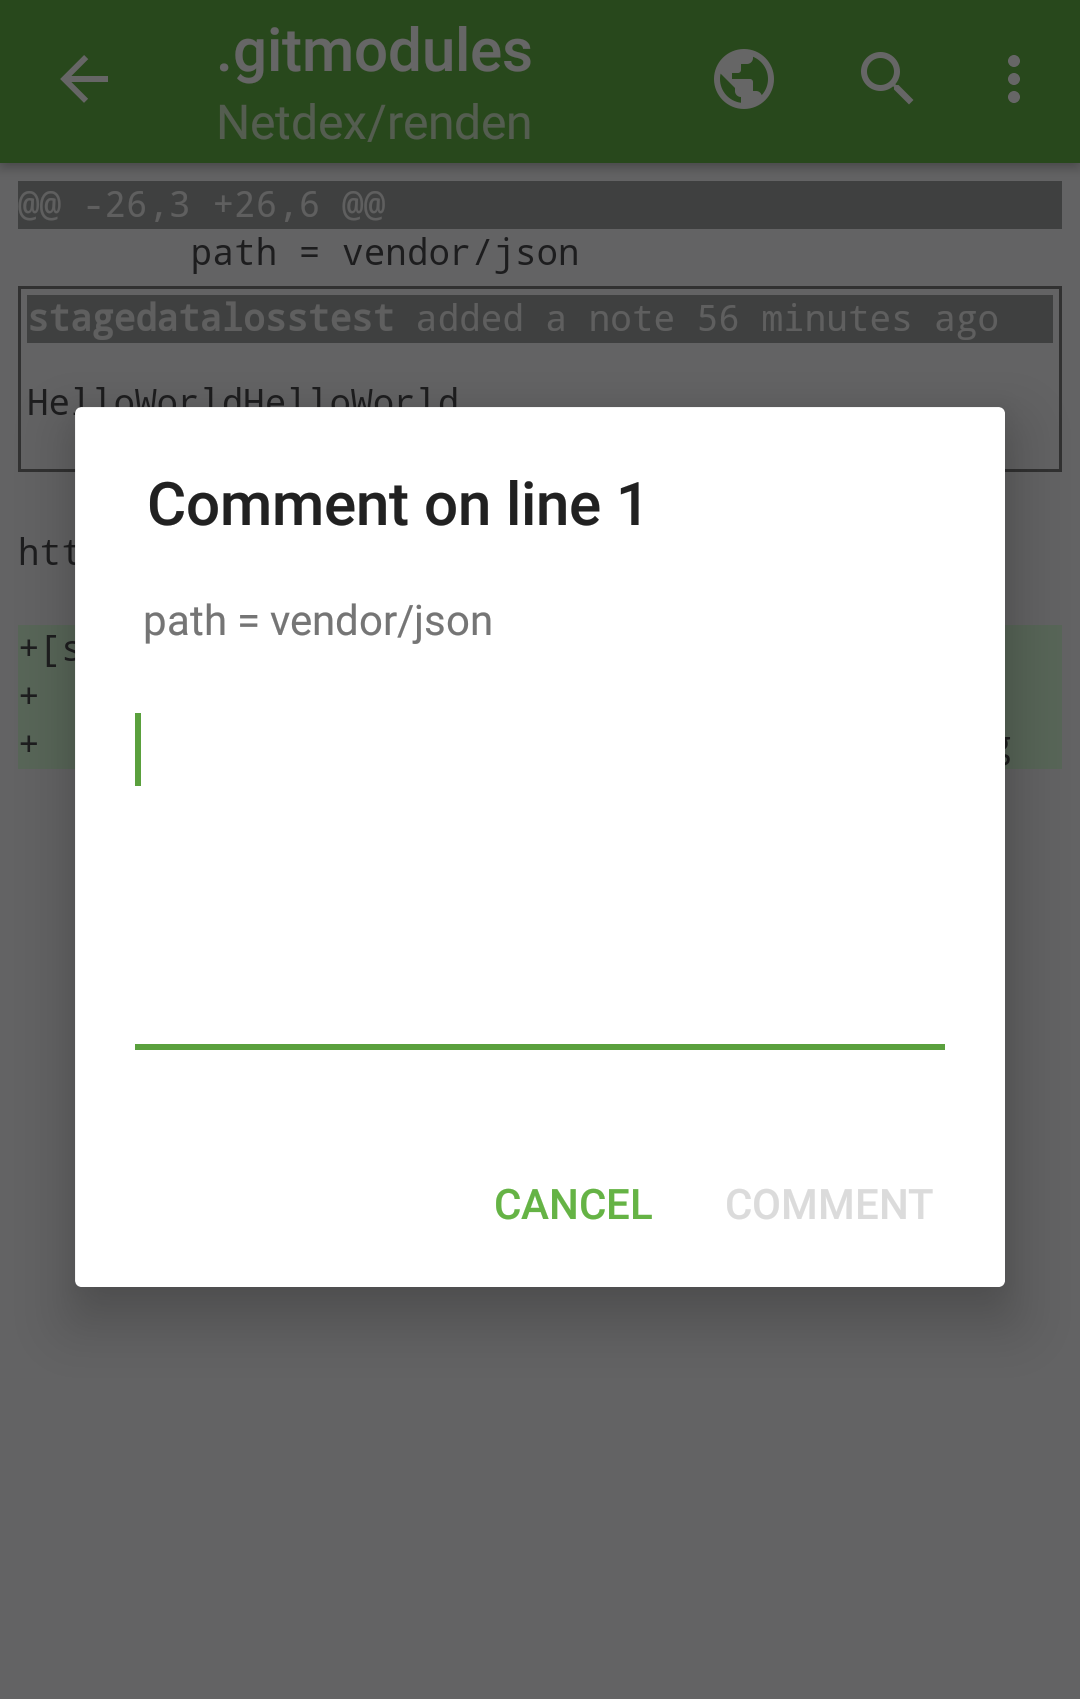 .gitmodules
Netdex/renden
@@ -26,3 +26,6 @@
path = vendor/json
stagedatalosstest added a note 56 minutes ago
HelloWorldHelloWorld
Comment on line 1
path = vendor/json
+
+
CANCEL COMMENT